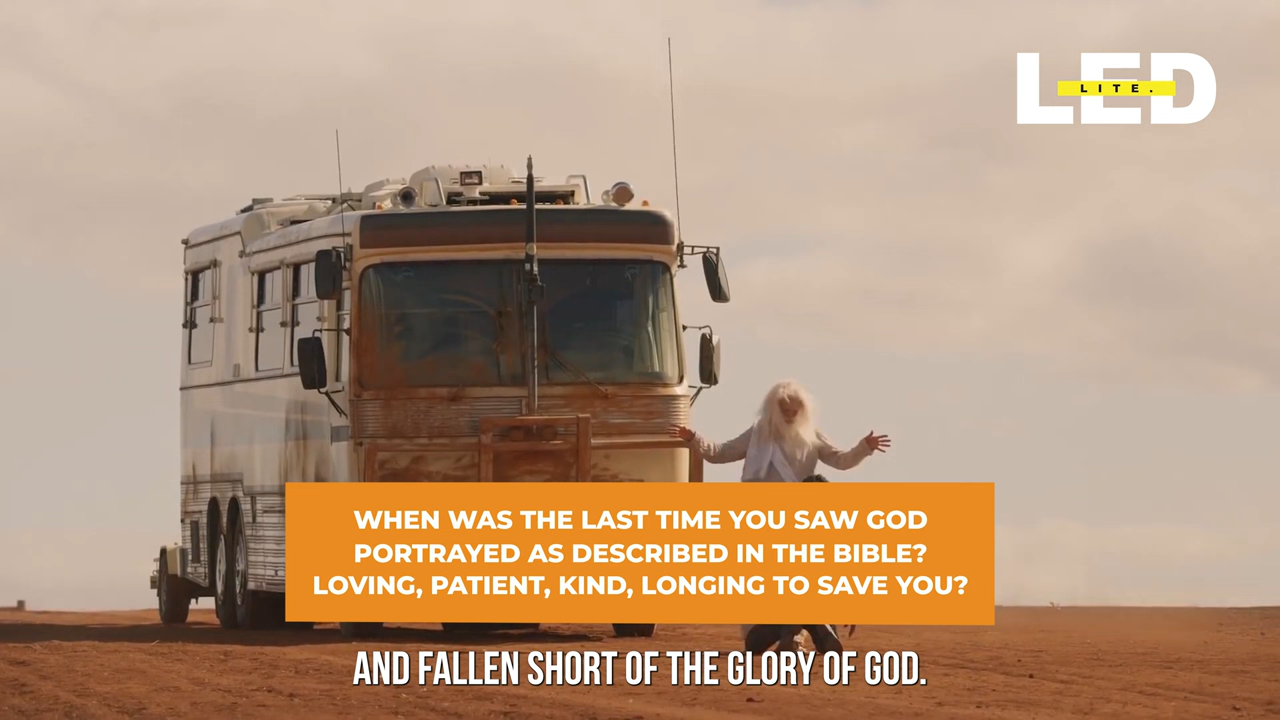 LED
LITE.
WHEN WAS THE LAST TIME YOU SAW GOD
PORTRAYED AS DESCRIBED IN THE BIBLE?
LOVING, PATIENT, KIND, LONGING TO SAVE YOU?
AND FALLEN SHORT OF THE GLORY OF GOD.